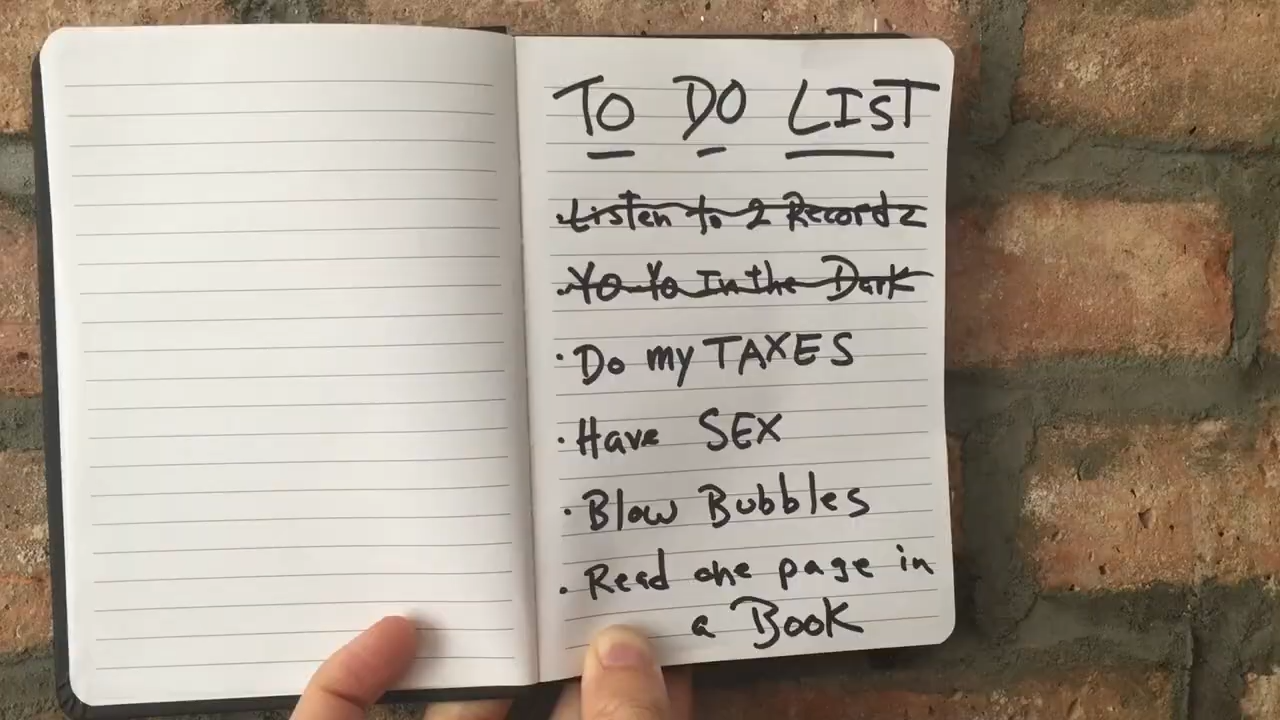 TO DO LIST
· Listen to 2 Recordz
· Yo Yo In the Dark
· Do my TAXES
· Have SEX
· Blow Bubbles
· Read one page in
a Book